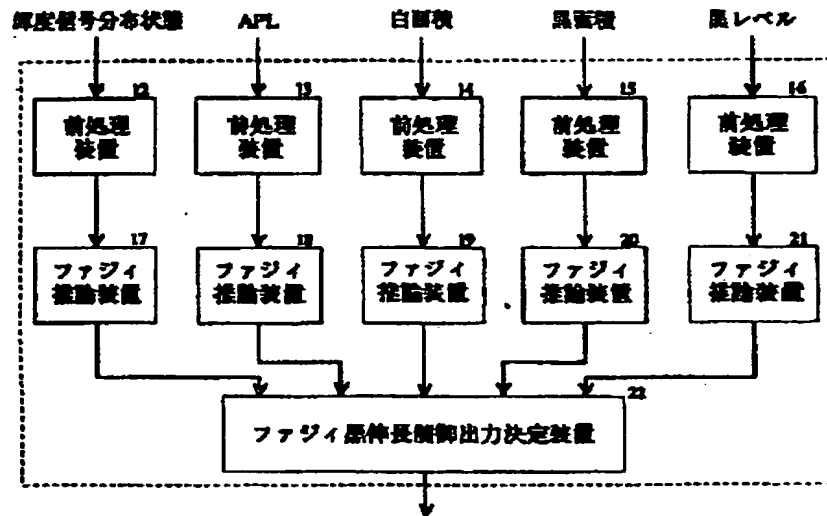 輝度信号分布状態 APL 白面積 黒面積 黒レベル
12 13 14 15 16
前処理 前処理 前処理 前処理 前処理
装置 装置 装置 装置 装置
17 18 19 20 21
ファジィ ファジィ ファジィ ファジィ ファジィ
推論装置 推論装置 推論装置 推論装置 推論装置
22
ファジィ黒伸長制御出力決定装置